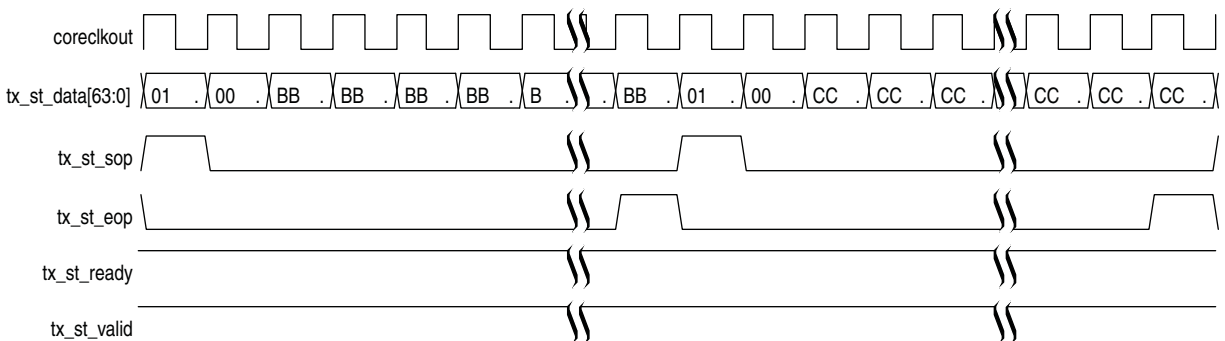 coreclkout
tx_st_data[63:0] 01 . 00 . BB . BB . BB . BB . B . . BB . 01 . 00 . CC . CC . CC . CC . CC . CC .
tx_st_sop
tx_st_eop
tx_st_ready
tx_st_valid